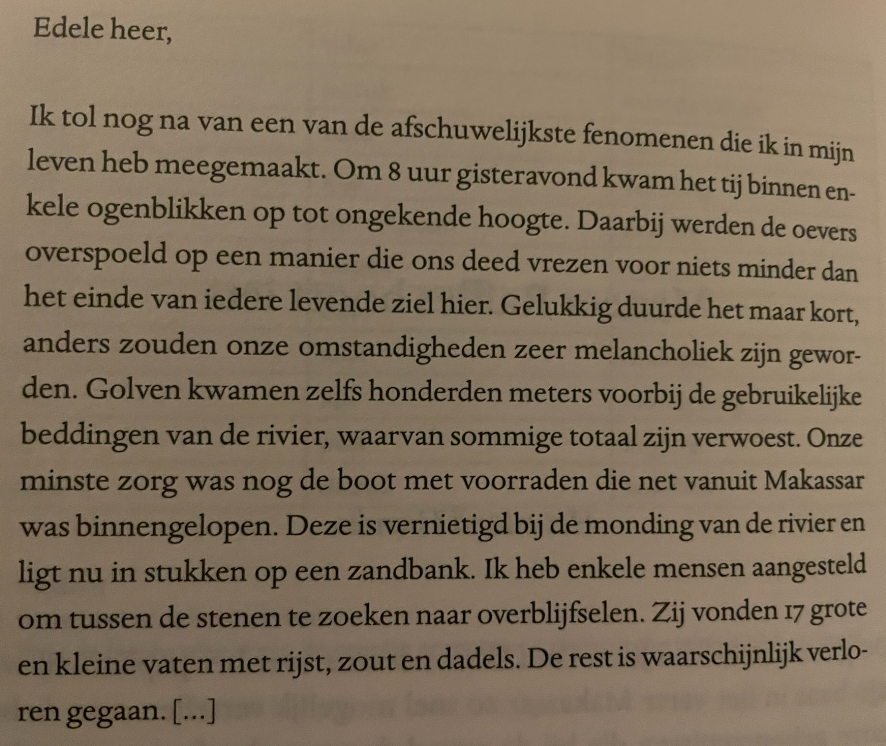 Edele heer,
Ik tol nog na van een van de afschuwelijkste fenomenen die ik in mijn
leven heb meegemaakt. Om 8 uur gisteravond kwam het tij binnen en-
kele ogenblikken op tot ongekende hoogte. Daarbij werden de oevers
overspoeld op een manier die ons deed vrezen voor niets minder dan
het einde van iedere levende ziel hier. Gelukkig duurde het maar kort,
anders zouden onze omstandigheden zeer melancholiek zijn gewor-
den. Golven kwamen zelfs honderden meters voorbij de gebruikelijke
beddingen van de rivier, waarvan sommige totaal zijn verwoest. Onze
minste zorg was nog de boot met voorraden die net vanuit Makassar
was binnengelopen. Deze is vernietigd bij de monding van de rivier en
ligt nu in stukken op een zandbank. Ik heb enkele mensen aangesteld
om tussen de stenen te zoeken naar overblijfselen. Zij vonden 17 grote
en kleine vaten met rijst, zout en dadels. De rest is waarschijnlijk verlo-
ren gegaan. [...]